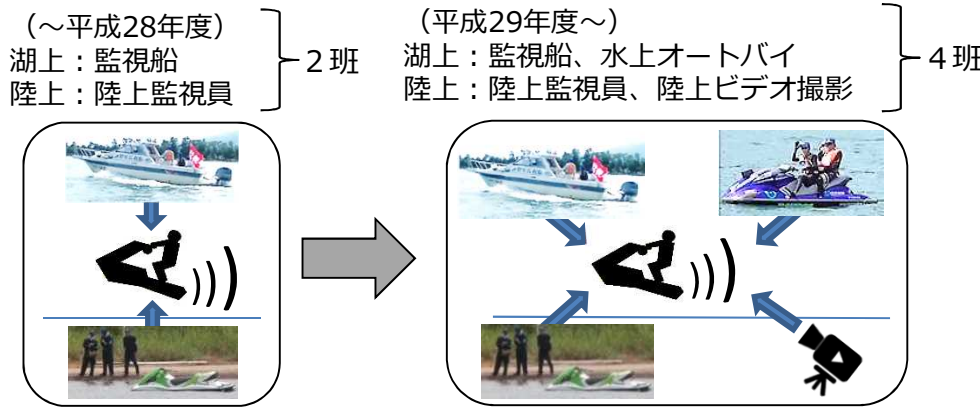 （～平成28年度）
湖上：監視船
陸上：陸上監視員
２班
（平成29年度～）
湖上：監視船、水上オートバイ
陸上：陸上監視員、陸上ビデオ撮影
４班